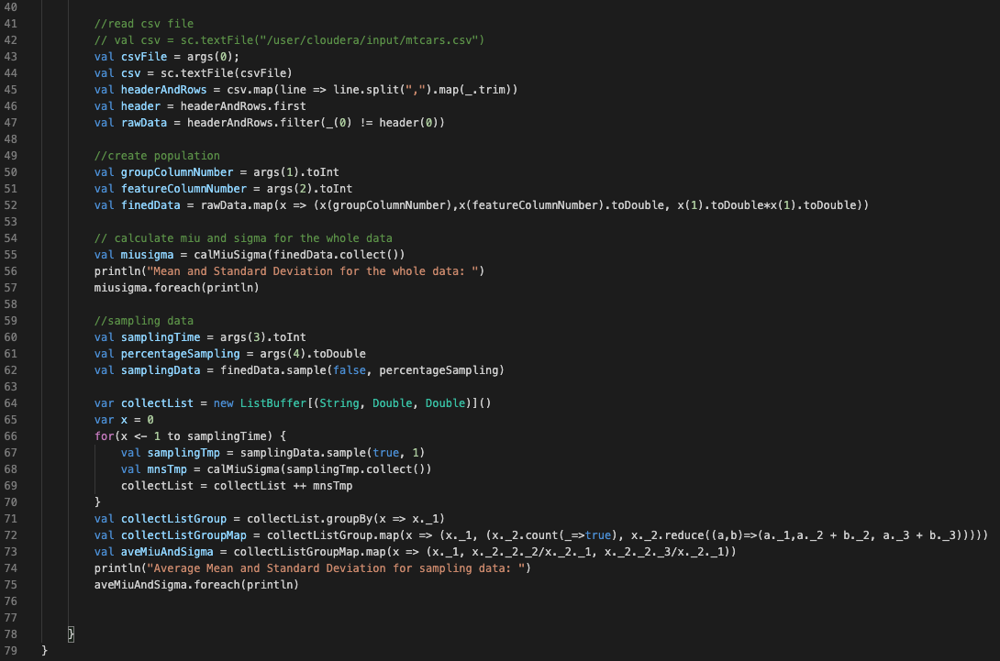 40
41 //read csv file
42 // val csv = sc.textFile("/user/cloudera/input/mtcars.csv")
43 val csvFile = args(0);
44 val csv = sc.textFile(csvFile)
45 val headerAndRows = csv.map(line => line.split(",").map(_.trim))
46 val header = headerAndRows.first
47 val rawData = headerAndRows.filter(_(0) != header(0))
48
49 //create population
50 val groupColumnNumber = args(1).toInt
51 val featureColumnNumber = args(2).toInt
52 val finedData = rawData.map(x => (x(groupColumnNumber),x(featureColumnNumber).toDouble, x(1).toDouble*x(1).toDouble))
53
54 // calculate miu and sigma for the whole data
55 val miusigma = calMiuSigma(finedData.collect())
56 println("Mean and Standard Deviation for the whole data: ")
57 miusigma.foreach(println)
58
59 //sampling data
60 val samplingTime = args(3).toInt
61 val percentageSampling = args(4).toDouble
62 val samplingData = finedData.sample(false, percentageSampling)
63
64 var collectList = new ListBuffer[(String, Double, Double)]()
65 var x = 0
66 for(x <- 1 to samplingTime) {
67 val samplingTmp = samplingData.sample(true, 1)
68 val mnsTmp = calMiuSigma(samplingTmp.collect())
69 collectList = collectList ++ mnsTmp
70 }
71 val collectListGroup = collectList.groupBy(x => x._1)
72 val collectListGroupMap = collectListGroup.map(x => (x._1, (x._2.count(_=>true), x._2.reduce((a,b)=>(a._1,a._2 + b._2, a._3 + b._3)))))
73 val aveMiuAndSigma = collectListGroupMap.map(x => (x._1, x._2._2._2/x._2._1, x._2._2._3/x._2._1))
74 println("Average Mean and Standard Deviation for sampling data: ")
75 aveMiuAndSigma.foreach(println)
76
77
78 }
79 }